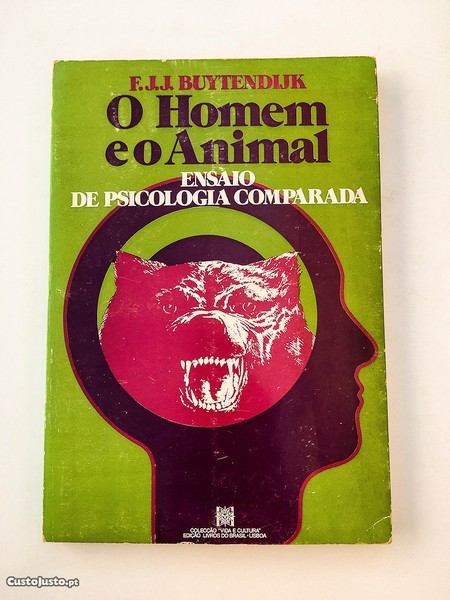 F.J.J. BUYTENDIJK
O Homem
e o Animal
ENSAIO
DE PSICOLOGIA COMPARADA
COLECÇÃO "VIDA E CULTURA"
EDIÇÃO LIVROS DO BRASIL - LISBOA
CustoJusto.pt